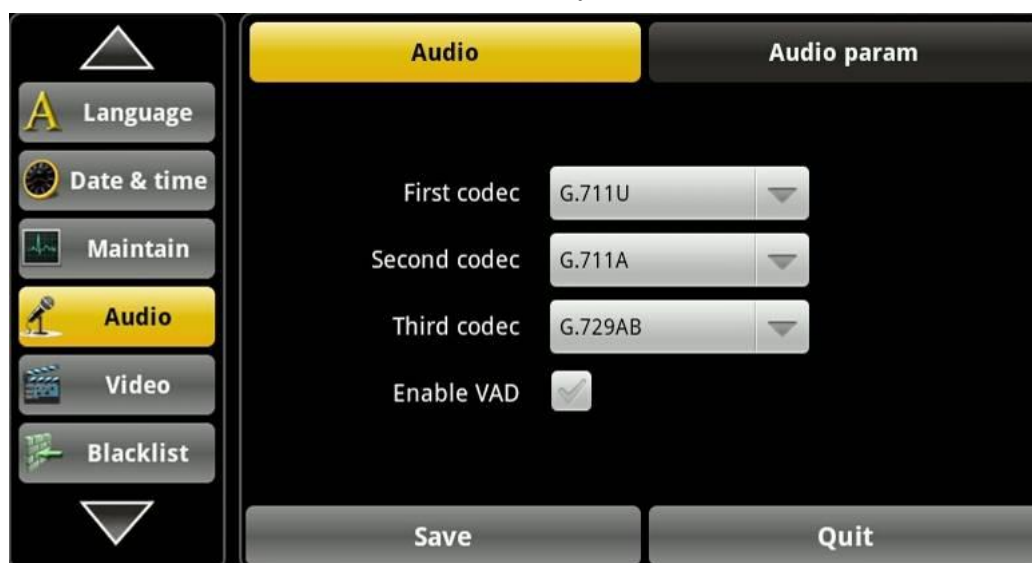 Audio
Audio param
Language
Date & time
Maintain
Audio
Video
Blacklist
First codec G.711U
Second codec G.711A
Third codec G.729AB
Enable VAD
Save
Quit